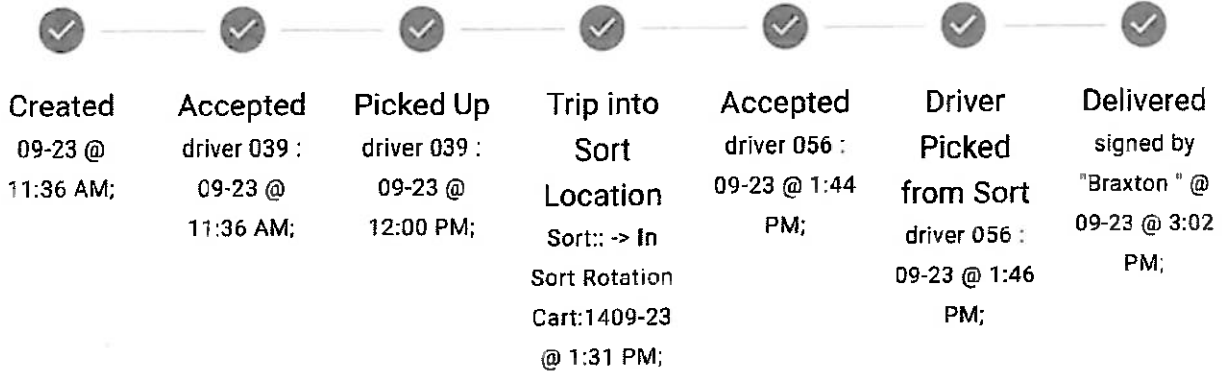 Created
09-23 @
11:36 AM;
Accepted
driver 039 :
09-23 @
11:36 AM;
Picked Up
driver 039 :
09-23 @
12:00 PM;
Trip into
Sort
Location
Sort:: -> In
Sort Rotation
Cart:1409-23
@ 1:31 PM;
Accepted
driver 056 :
09-23 @ 1:44
PM;
Driver
Picked
from Sort
driver 056 :
09-23 @ 1:46
PM;
Delivered
signed by
"Braxton " @
09-23 @ 3:02
PM;